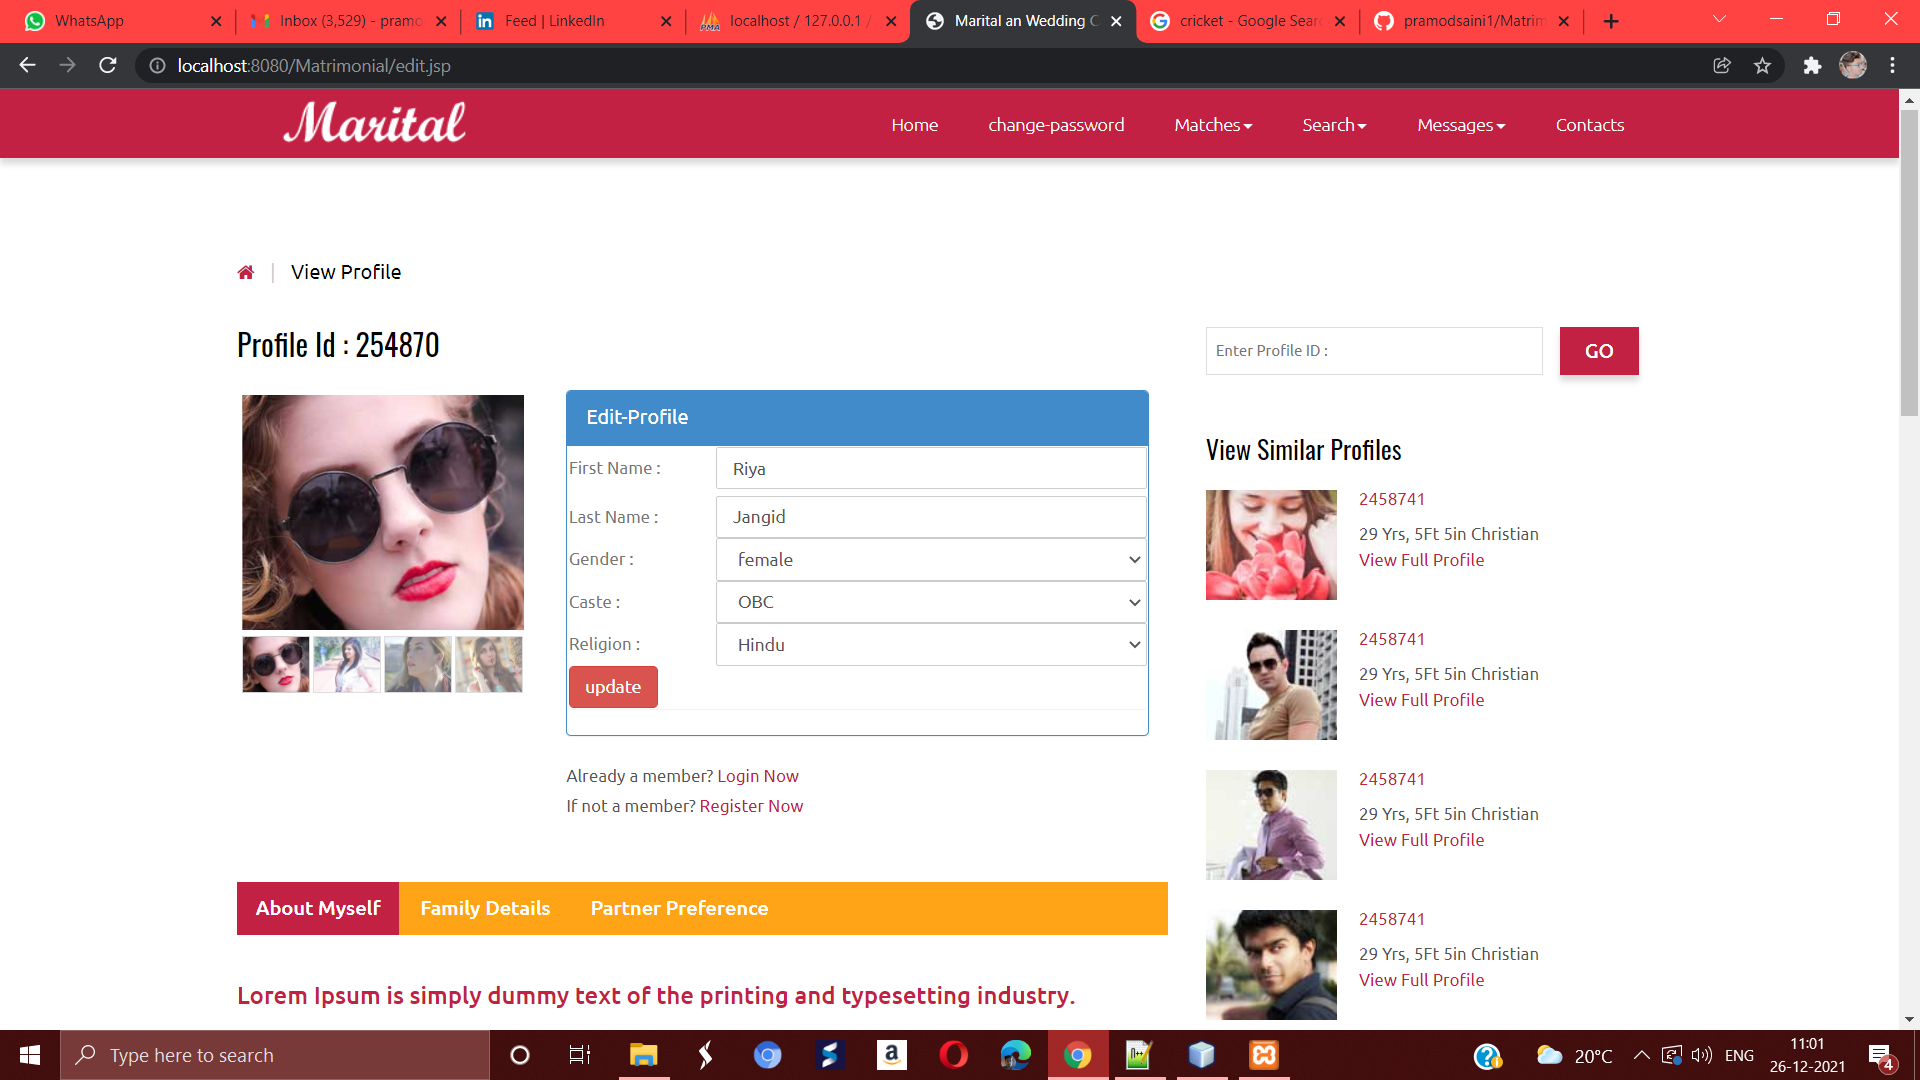 WhatsApp
Inbox (3,529) - pramo
Feed | LinkedIn
localhost / 127.0.0.1 /
Marital an Wedding C
cricket - Google Sear
pramodsaini1/Matrim
localhost:8080/Matrimonial/edit.jsp
Marital
Home
change-password
Matches
Search
Messages
Contacts
| View Profile
Profile Id : 254870
Enter Profile ID :
GO
Edit-Profile
First Name :
Riya
Last Name :
Jangid
Gender :
female
Caste :
OBC
Religion :
Hindu
update
Already a member? Login Now
If not a member? Register Now
View Similar Profiles
2458741
29 Yrs, 5Ft 5in Christian
View Full Profile
2458741
29 Yrs, 5Ft 5in Christian
View Full Profile
2458741
29 Yrs, 5Ft 5in Christian
View Full Profile
2458741
29 Yrs, 5Ft 5in Christian
View Full Profile
About Myself
Family Details
Partner Preference
Lorem Ipsum is simply dummy text of the printing and typesetting industry.
Type here to search
20°C
ENG
11:01
26-12-2021
4